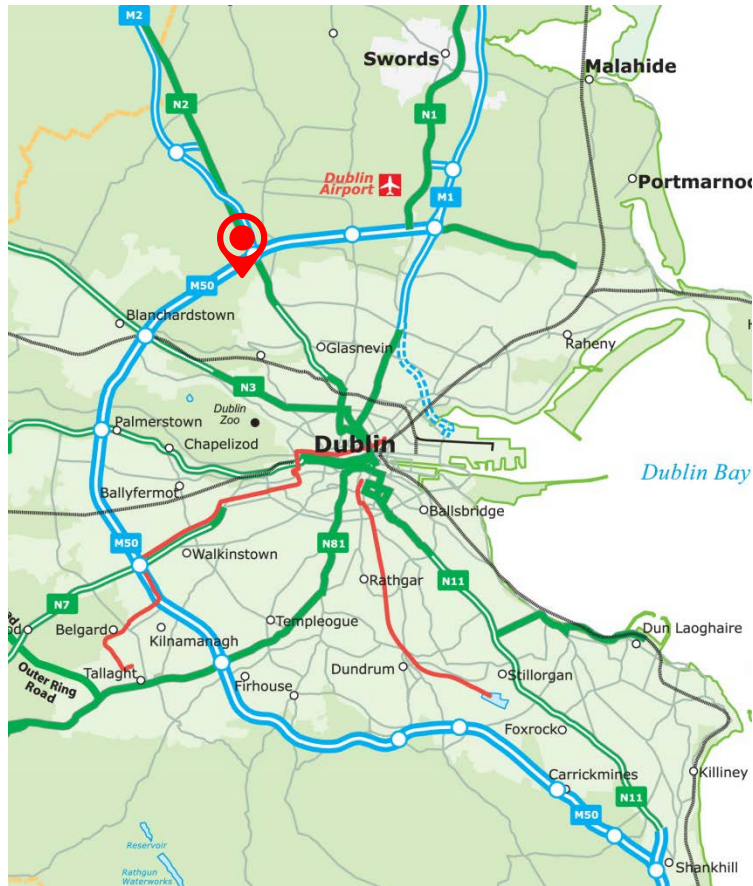 M2
Swords
Malahide
N2
N1
Dublin
Airport
Portmarnoc
M1
M50
Blanchardstown
Glasnevin
Raheny
H
N3
Dublin
Zoo
Palmerstown
Chapelizod
Dublin
Dublin Bay
Ballyfermot
Ballsbridge
M50
Walkinstown
N81
N11
Rathgar
N7
Templeogue
od
Belgard
Kilnamanagh
Dun Laoghaire
Outer Ring
Road
Tallaght
Dundrum
Stillorgan
Firhouse
Foxrock
Carrickmines
Killiney
N11
M50
Reservoir
Shankhill
Rathgun
Waterworks